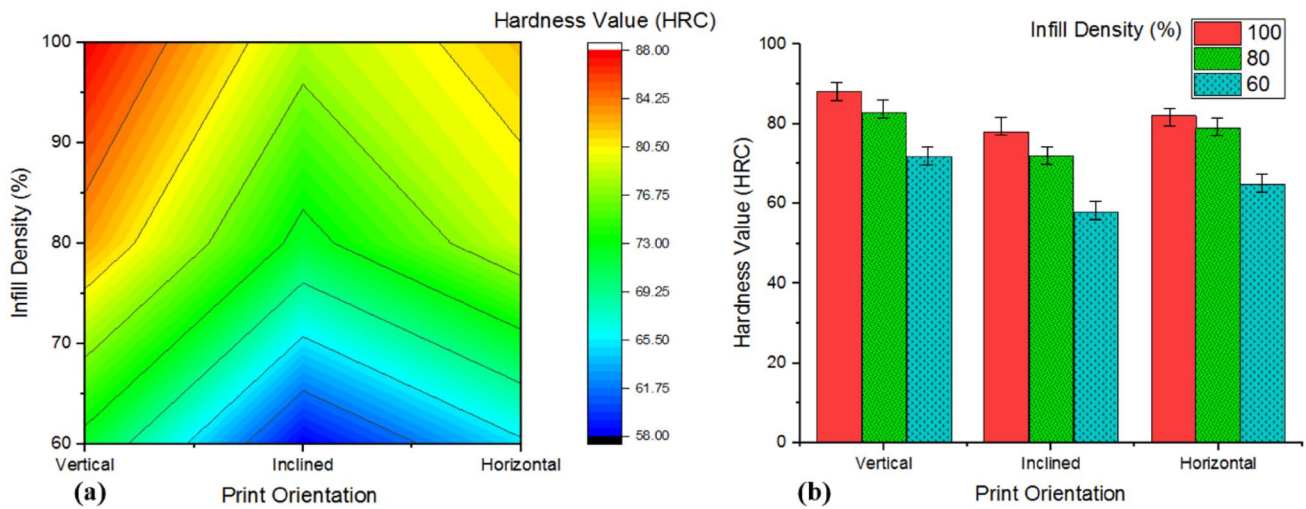 Hardness Value (HRC)
100
90
80
70
60
Infill Density (%)
Vertical
Inclined
Horizontal
Print Orientation
(a)
88.00
84.25
80.50
76.75
73.00
69.25
65.50
61.75
58.00
Infill Density (%)
100
80
60
100
80
60
40
20
0
Hardness Value (HRC)
Vertical
Inclined
Horizontal
Print Orientation
(b)